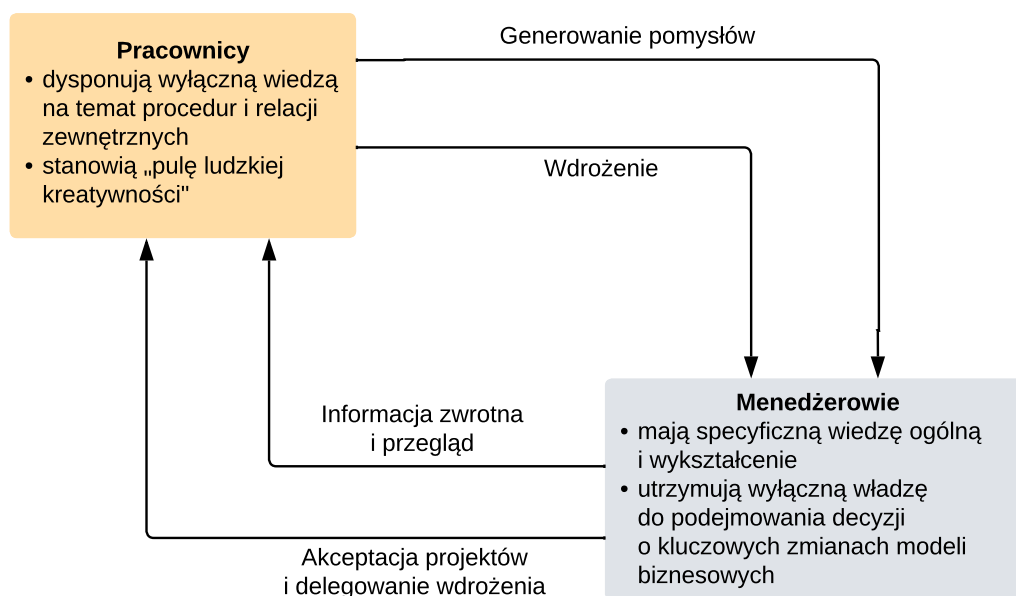 Pracownicy
• dysponują wyłączną wiedzą
na temat procedur i relacji
zewnętrznych
• stanowią „pulę ludzkiej
kreatywności"
Generowanie pomysłów
Wdrożenie
Informacja zwrotna
i przegląd
Akceptacja projektów
i delegowanie wdrożenia
Menedżerowie
• mają specyficzną wiedzę ogólną
i wykształcenie
• utrzymują wyłączną władzę
do podejmowania decyzji
o kluczowych zmianach modeli
biznesowych